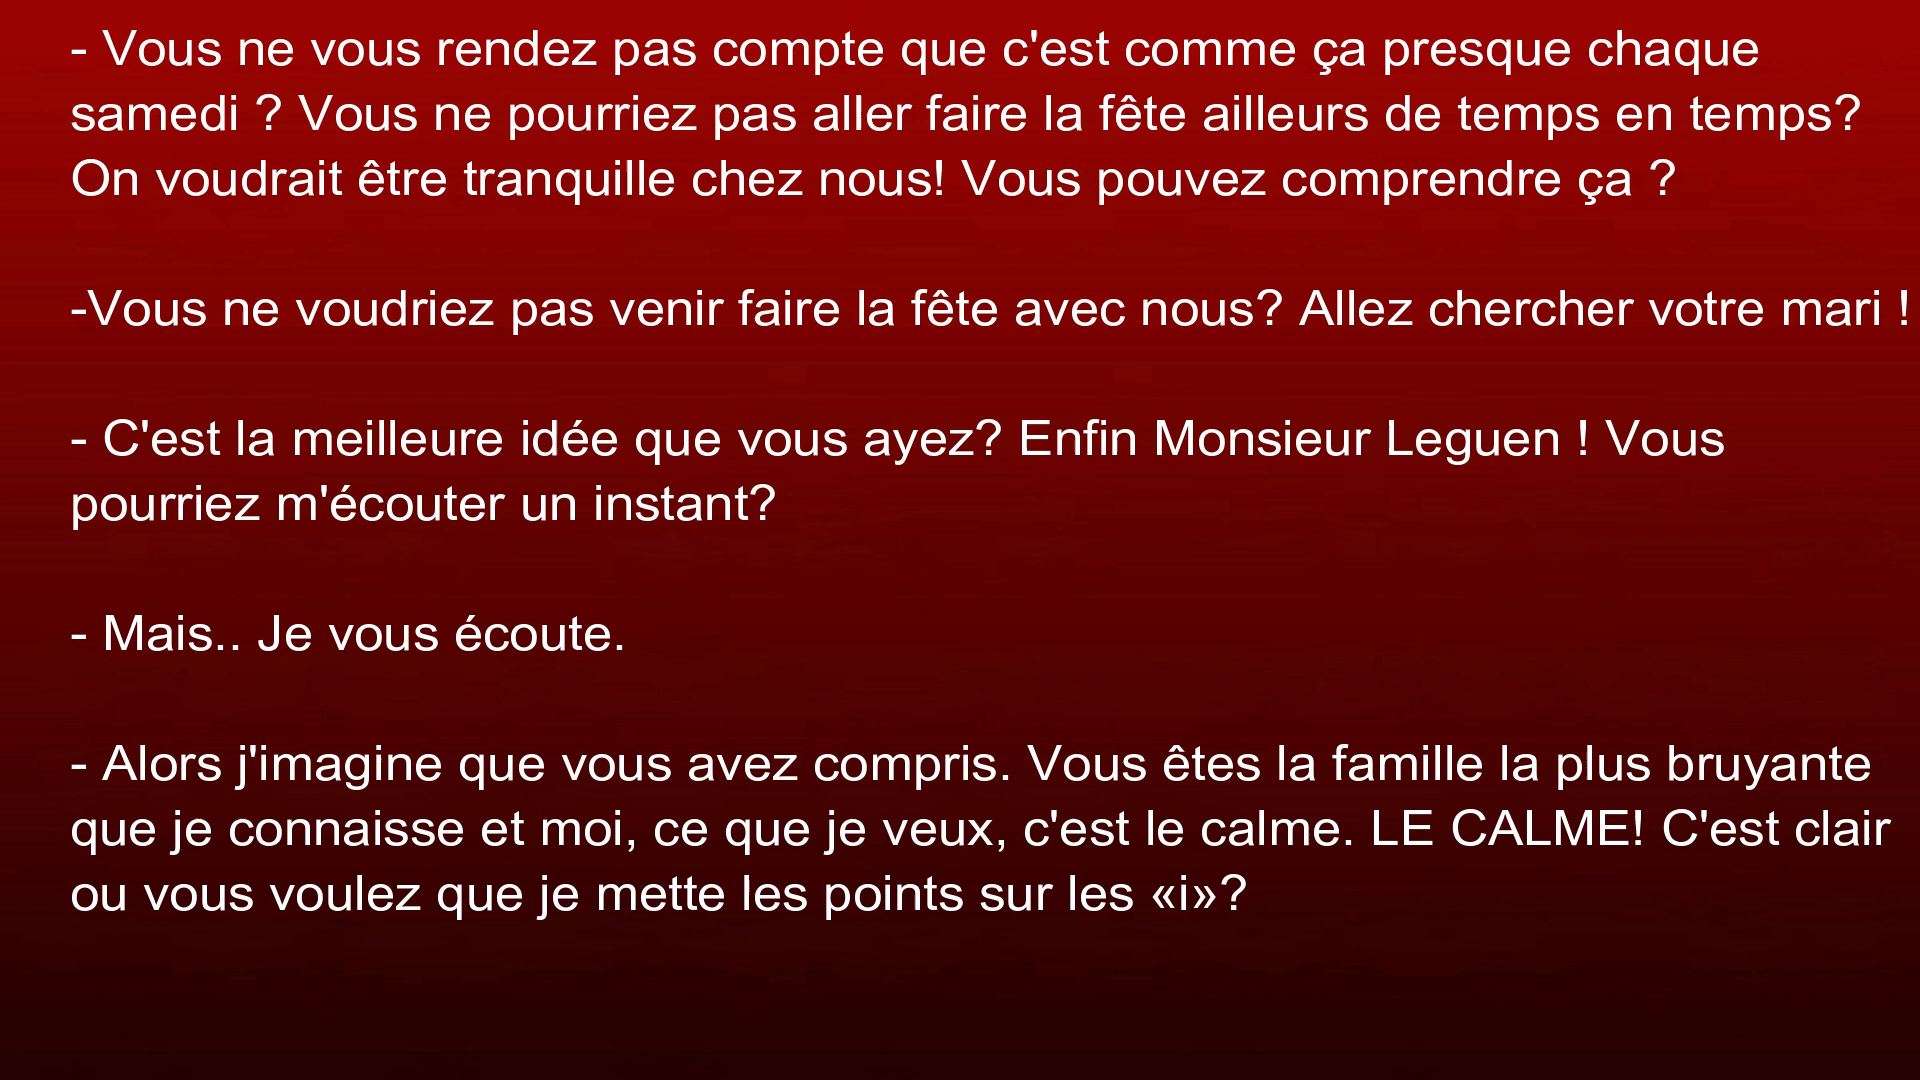 - Vous ne vous rendez pas compte que c'est comme ça presque chaque
samedi ? Vous ne pourriez pas aller faire la fête ailleurs de temps en temps?
On voudrait être tranquille chez nous! Vous pouvez comprendre ça ?
-Vous ne voudriez pas venir faire la fête avec nous? Allez chercher votre mari !
- C'est la meilleure idée que vous ayez? Enfin Monsieur Leguen ! Vous
pourriez m'écouter un instant?
- Mais.. Je vous écoute.
- Alors j'imagine que vous avez compris. Vous êtes la famille la plus bruyante
que je connaisse et moi, ce que je veux, c'est le calme. LE CALME! C'est clair
ou vous voulez que je mette les points sur les «i»?